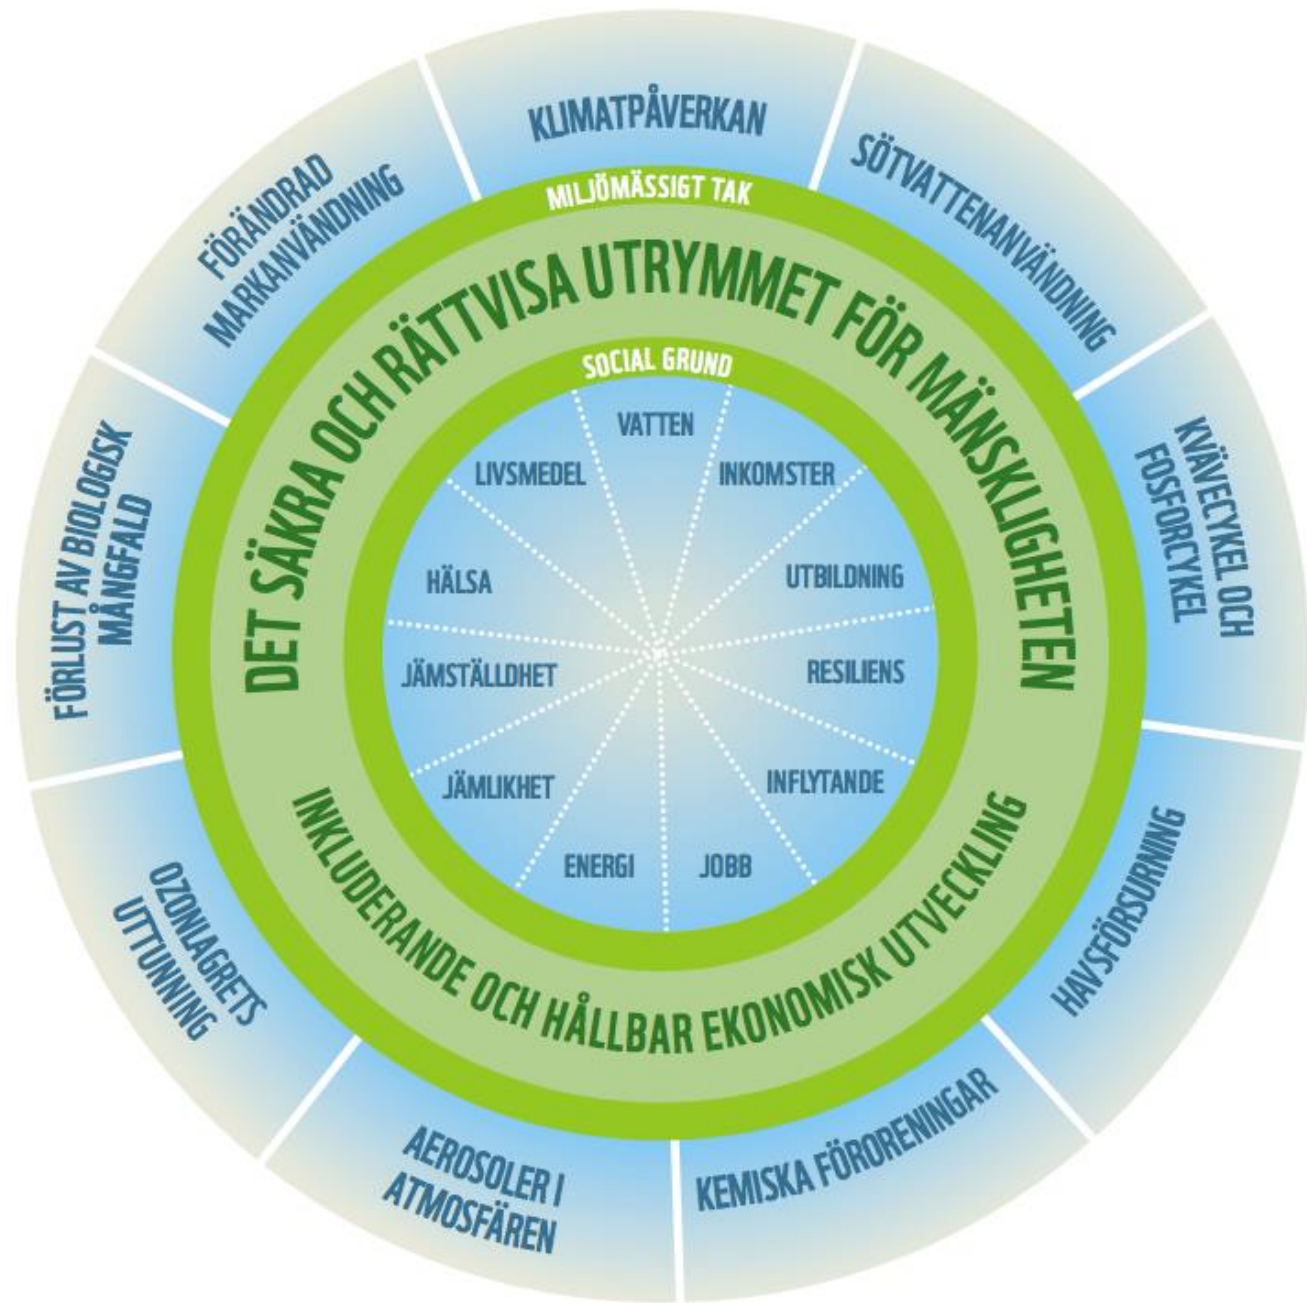 KLIMATPÅVERKAN
SÖTVATTENANVÄNDNING
KVÄVECYKEL OCH
FOSFORCYKEL
HAVSFÖRSURNING
KEMISKA FÖRORENINGAR
AEROSOLER I
ATMOSFÄREN
OZONLAGRETS
UTTUNNING
FÖRLUST AV BIOLOGISK
MÅNGFALD
FÖRÄNDRAD
MARKANVÄNDNING
MILJÖMÄSSIGT TAK
DET SÄKRA OCH RÄTTVISA UTRYMMET FÖR MÄNSKLIGHETEN
INKLUDERANDE OCH HÅLLBAR EKONOMISK UTVECKLING
SOCIAL GRUND
VATTEN
INKOMSTER
UTBILDNING
RESILIENS
INFLYTANDE
JOBB
ENERGI
JÄMLIKHET
JÄMSTÄLLDHET
HÄLSA
LIVSMEDEL